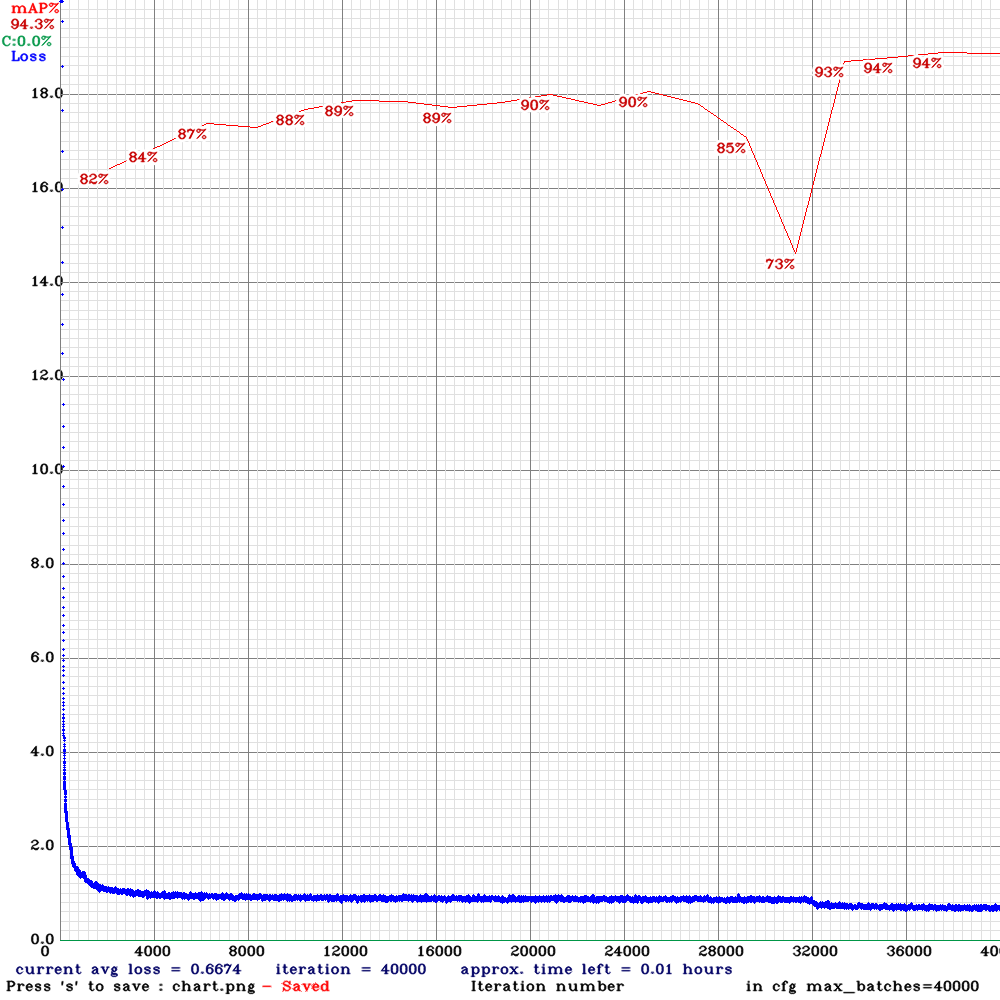 mAP%
94.3%
C:0.0%
Loss
18.0
16.0
14.0
12.0
10.0
8.0
6.0
4.0
2.0
0.0
82% 84% 87% 88% 89% 89% 90% 90% 85% 73% 93% 94% 94%
0 4000 8000 12000 16000 20000 24000 28000 32000 36000 400
current avg loss = 0.6674 iteration = 40000 approx. time left = 0.01 hours
Press 's' to save : chart.png - Saved Iteration number in cfg max_batches=40000